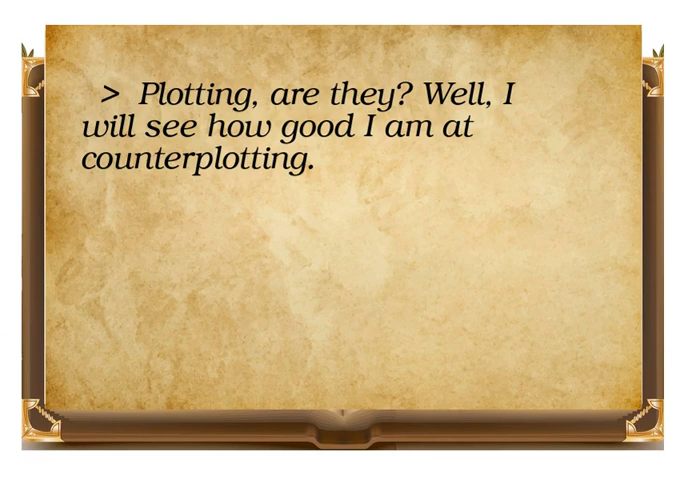 > Plotting, are they? Well, I
will see how good I am at
counterplotting.